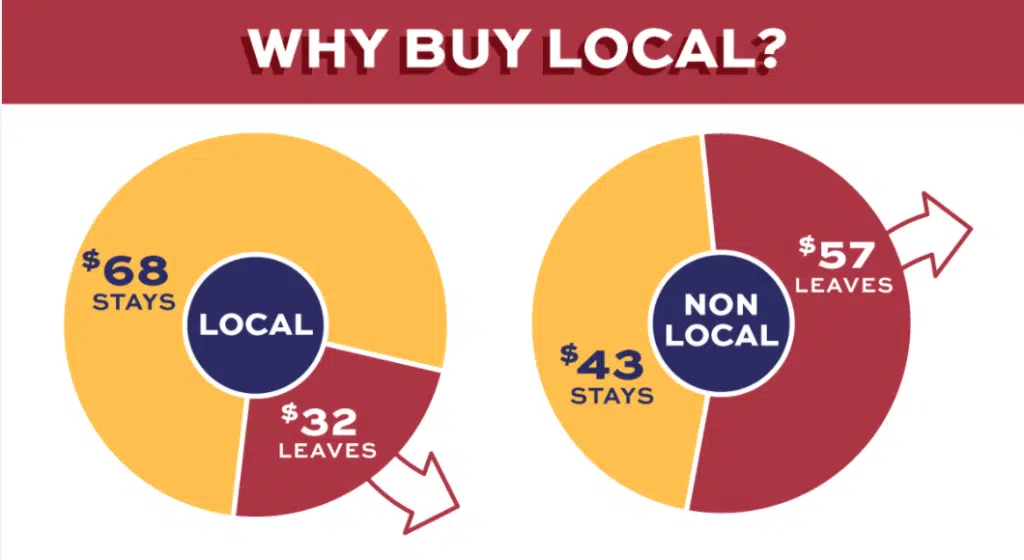 WHY BUY LOCAL?
$68
STAYS
LOCAL
$32
LEAVES
$57
LEAVES
NON
LOCAL
$43
STAYS